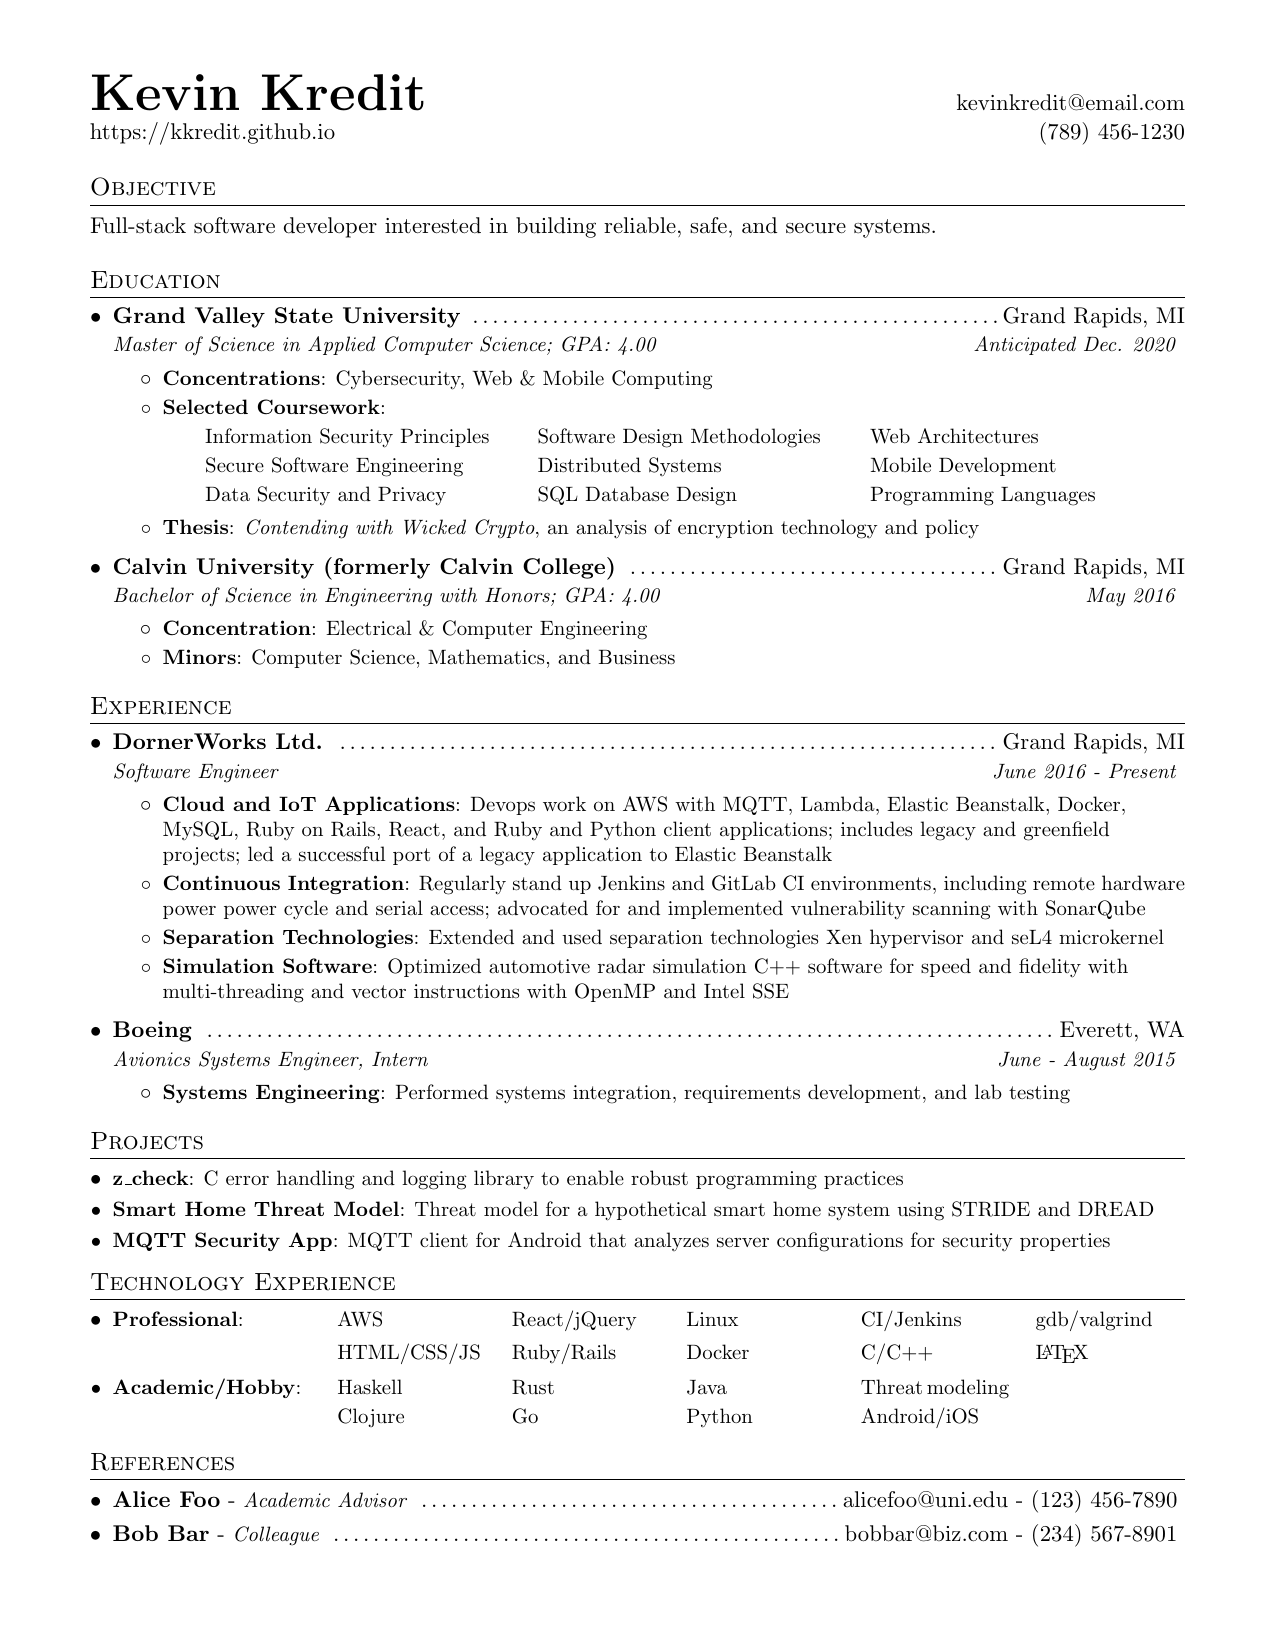 Kevin Kredit
kevinkredit@email.com
https://kkredit.github.io
(789) 456-1230
Objective
Full-stack software developer interested in building reliable, safe, and secure systems.
Education
• Grand Valley State University ..................................................... Grand Rapids, MI
Master of Science in Applied Computer Science; GPA: 4.00 Anticipated Dec. 2020
◦ Concentrations: Cybersecurity, Web & Mobile Computing
◦ Selected Coursework:
Information Security Principles Software Design Methodologies Web Architectures
Secure Software Engineering Distributed Systems Mobile Development
Data Security and Privacy SQL Database Design Programming Languages
◦ Thesis: Contending with Wicked Crypto, an analysis of encryption technology and policy
• Calvin University (formerly Calvin College) ..................................... Grand Rapids, MI
Bachelor of Science in Engineering with Honors; GPA: 4.00 May 2016
◦ Concentration: Electrical & Computer Engineering
◦ Minors: Computer Science, Mathematics, and Business
Experience
• DornerWorks Ltd. .................................................................. Grand Rapids, MI
Software Engineer June 2016 - Present
◦ Cloud and IoT Applications: Devops work on AWS with MQTT, Lambda, Elastic Beanstalk, Docker,
MySQL, Ruby on Rails, React, and Ruby and Python client applications; includes legacy and greenfield
projects; led a successful port of a legacy application to Elastic Beanstalk
◦ Continuous Integration: Regularly stand up Jenkins and GitLab CI environments, including remote hardware
power power cycle and serial access; advocated for and implemented vulnerability scanning with SonarQube
◦ Separation Technologies: Extended and used separation technologies Xen hypervisor and seL4 microkernel
◦ Simulation Software: Optimized automotive radar simulation C++ software for speed and fidelity with
multi-threading and vector instructions with OpenMP and Intel SSE
• Boeing ..................................................................................... Everett, WA
Avionics Systems Engineer, Intern June - August 2015
◦ Systems Engineering: Performed systems integration, requirements development, and lab testing
Projects
• z_check: C error handling and logging library to enable robust programming practices
• Smart Home Threat Model: Threat model for a hypothetical smart home system using STRIDE and DREAD
• MQTT Security App: MQTT client for Android that analyzes server configurations for security properties
Technology Experience
• Professional: AWS React/jQuery Linux CI/Jenkins gdb/valgrind
HTML/CSS/JS Ruby/Rails Docker C/C++ LATEX
• Academic/Hobby: Haskell Rust Java Threat modeling
Clojure Go Python Android/iOS
References
• Alice Foo - Academic Advisor .......................................... alicefoo@uni.edu - (123) 456-7890
• Bob Bar - Colleague ................................................... bobbar@biz.com - (234) 567-8901